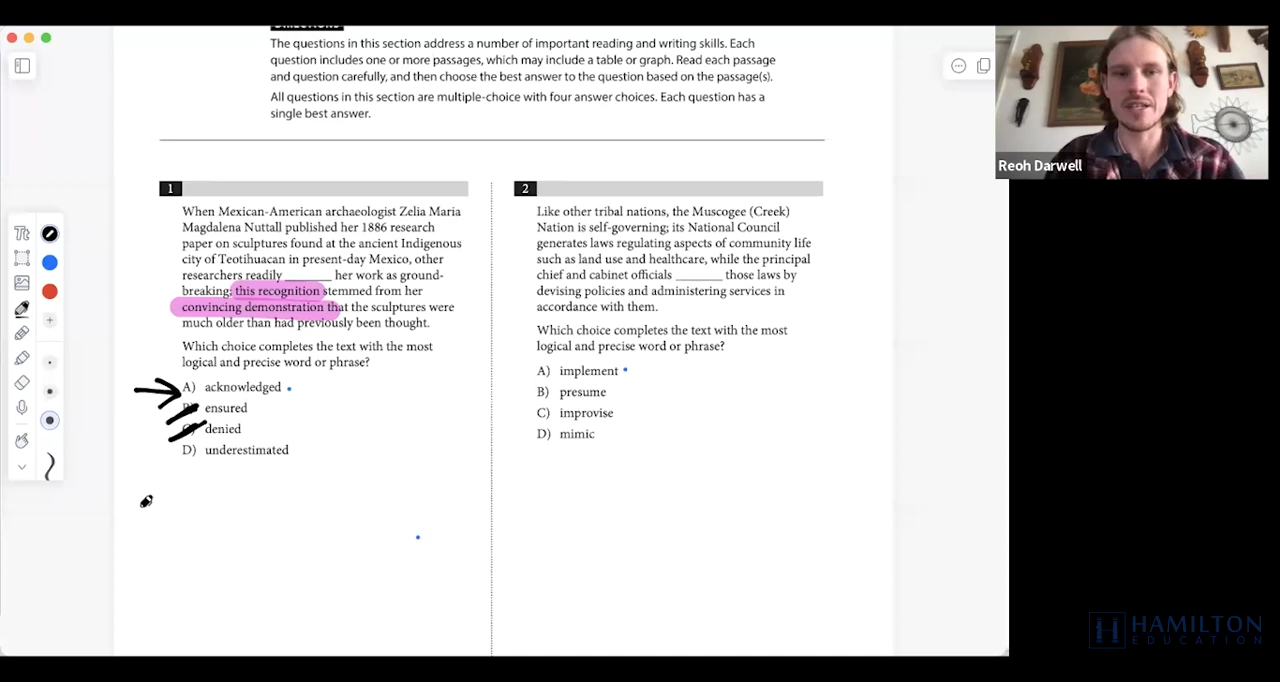 The questions in this section address a number of important reading and writing skills. Each
question includes one or more passages, which may include a table or graph. Read each passage
and question carefully, and then choose the best answer to the question based on the passage(s).
All questions in this section are multiple-choice with four answer choices. Each question has a
single best answer.
1
When Mexican-American archaeologist Zelia Maria
Magdalena Nuttall published her 1886 research
paper on sculptures found at the ancient Indigenous
city of Teotihuacan in present-day Mexico, other
researchers readily _______ her work as ground-
breaking; this recognition stemmed from her
convincing demonstration that the sculptures were
much older than had previously been thought.
Which choice completes the text with the most
logical and precise word or phrase?
A) acknowledged
B) ensured
C) denied
D) underestimated
2
Like other tribal nations, the Muscogee (Creek)
Nation is self-governing; its National Council
generates laws regulating aspects of community life
such as land use and healthcare, while the principal
chief and cabinet officials _______ those laws by
devising policies and administering services in
accordance with them.
Which choice completes the text with the most
logical and precise word or phrase?
A) implement
B) presume
C) improvise
D) mimic
Tt
Reoh Darwell
HAMILTON
EDUCATION